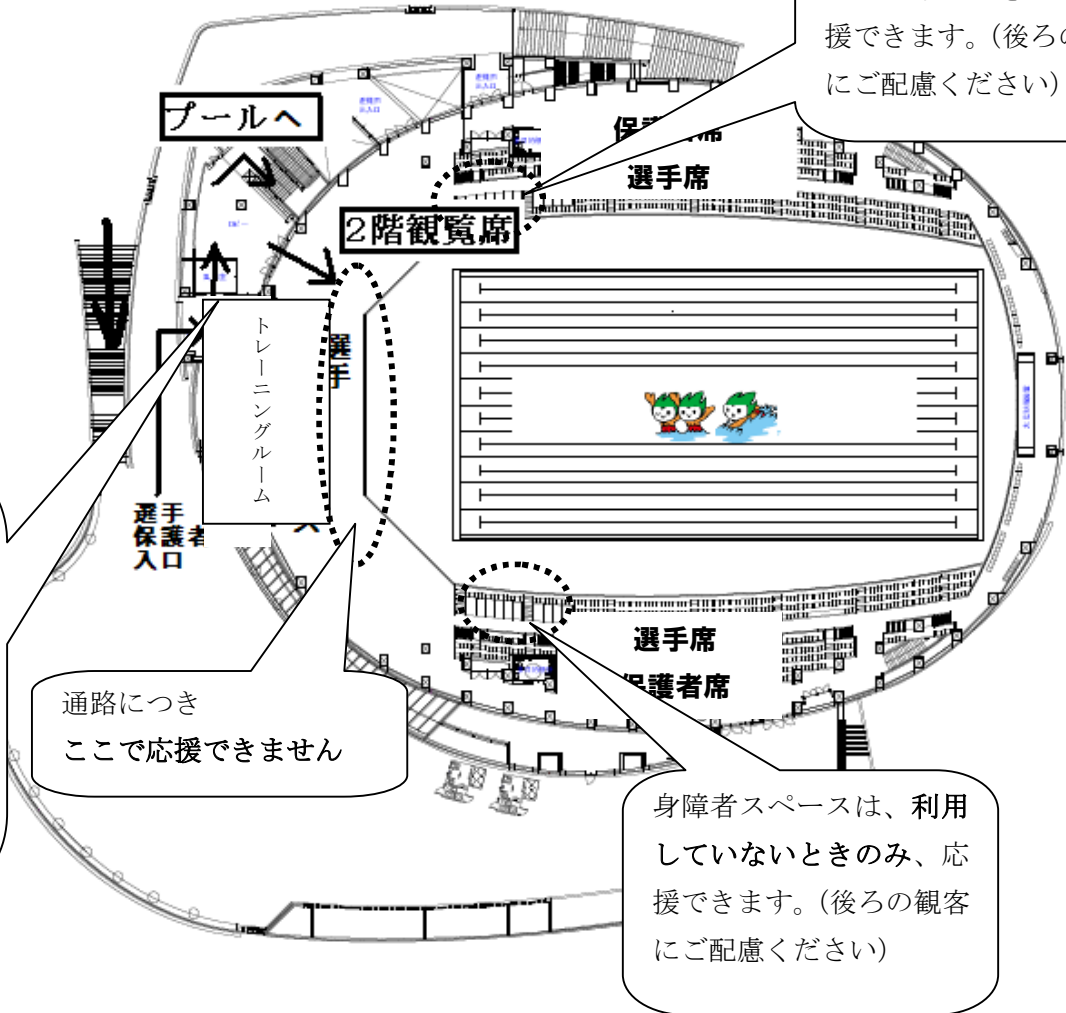 援できます。（後ろの
にご配慮ください）
プールへ
保護者席
選手席
2階観覧席
トレーニングルーム
選手
選手
保護者
入口
通路につき
ここで応援できません
選手席
保護者席
身障者スペースは、利用
していないときのみ、応
援できます。（後ろの観客
にご配慮ください）